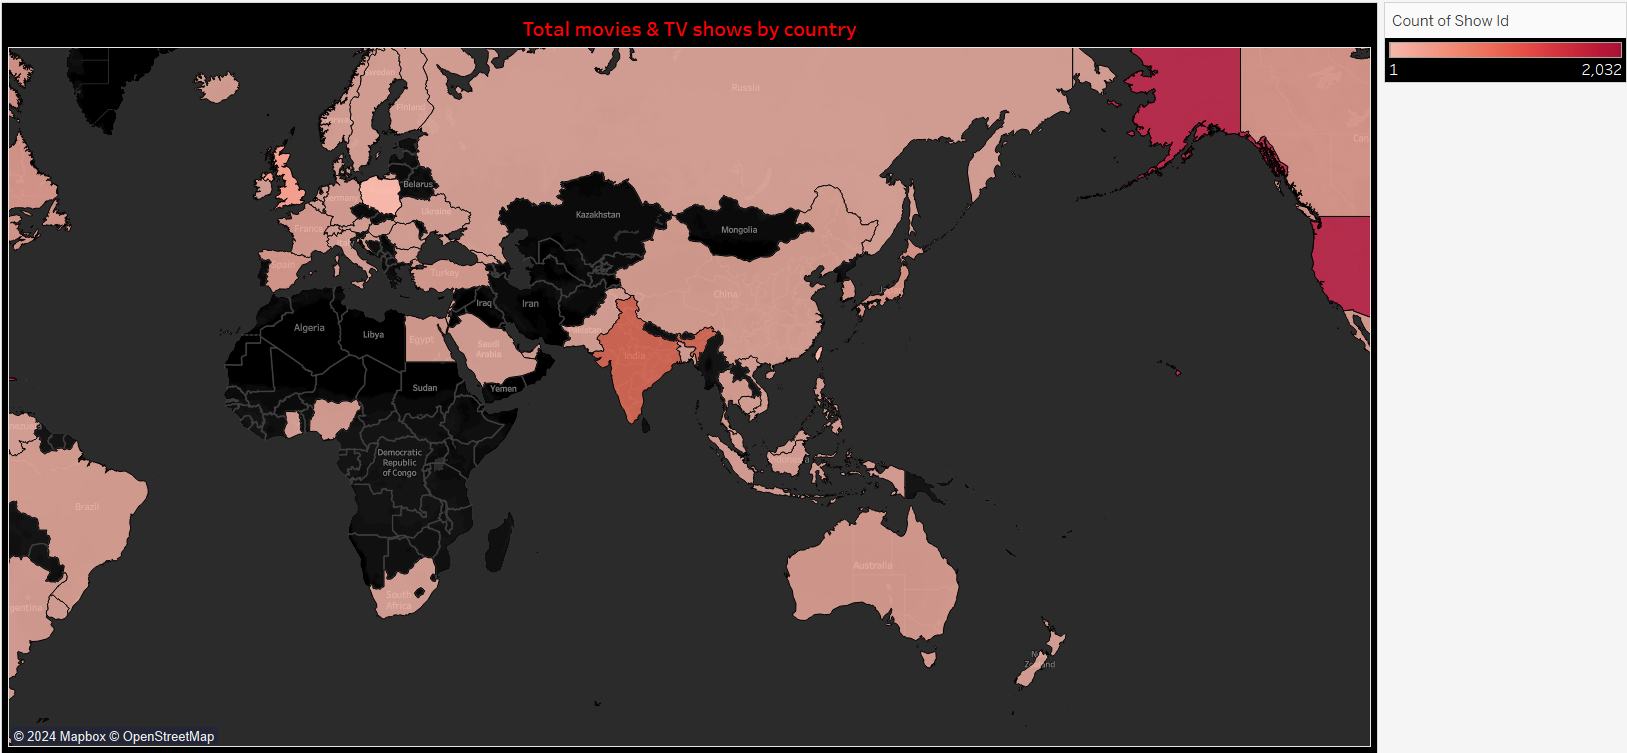 Total movies & TV shows by country
Count of Show Id
1
2,032
Sweden
Finland
Russia
Belarus
Ukraine
France
Spain
Turkey
Kazakhstan
Mongolia
China
Iraq
Iran
Algeria
Libya
Egypt
Saudi
Arabia
India
Sudan
Yemen
Democratic
Republic
of Congo
Brazil
South
Africa
Australia
© 2024 Mapbox © OpenStreetMap